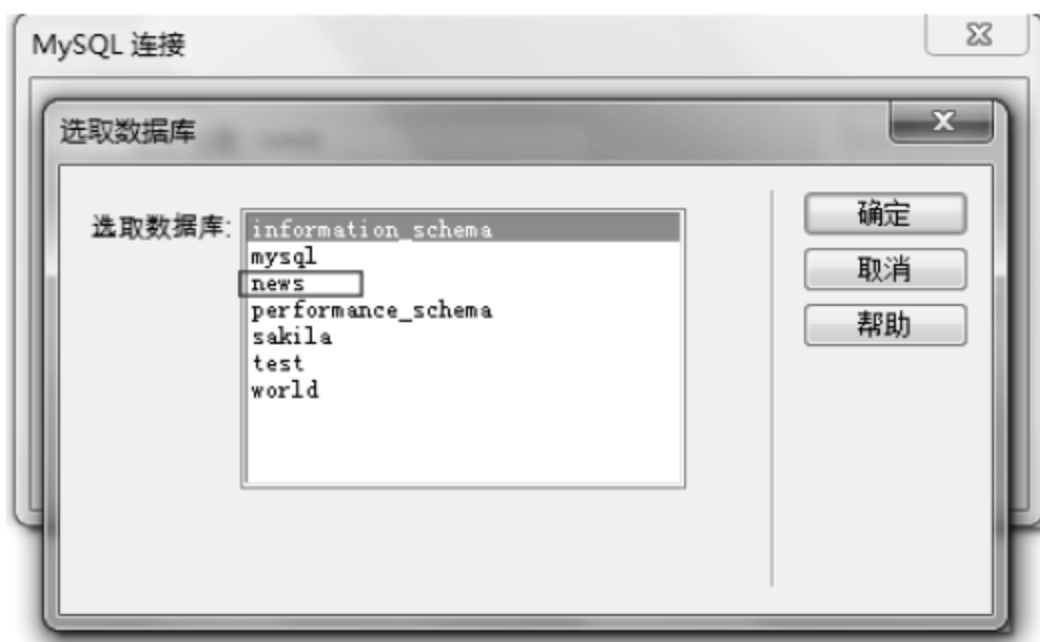 MySQL 连接
选取数据库
选取数据库:
information_schema
mysql
news
performance_schema
sakila
test
world
确定
取消
帮助